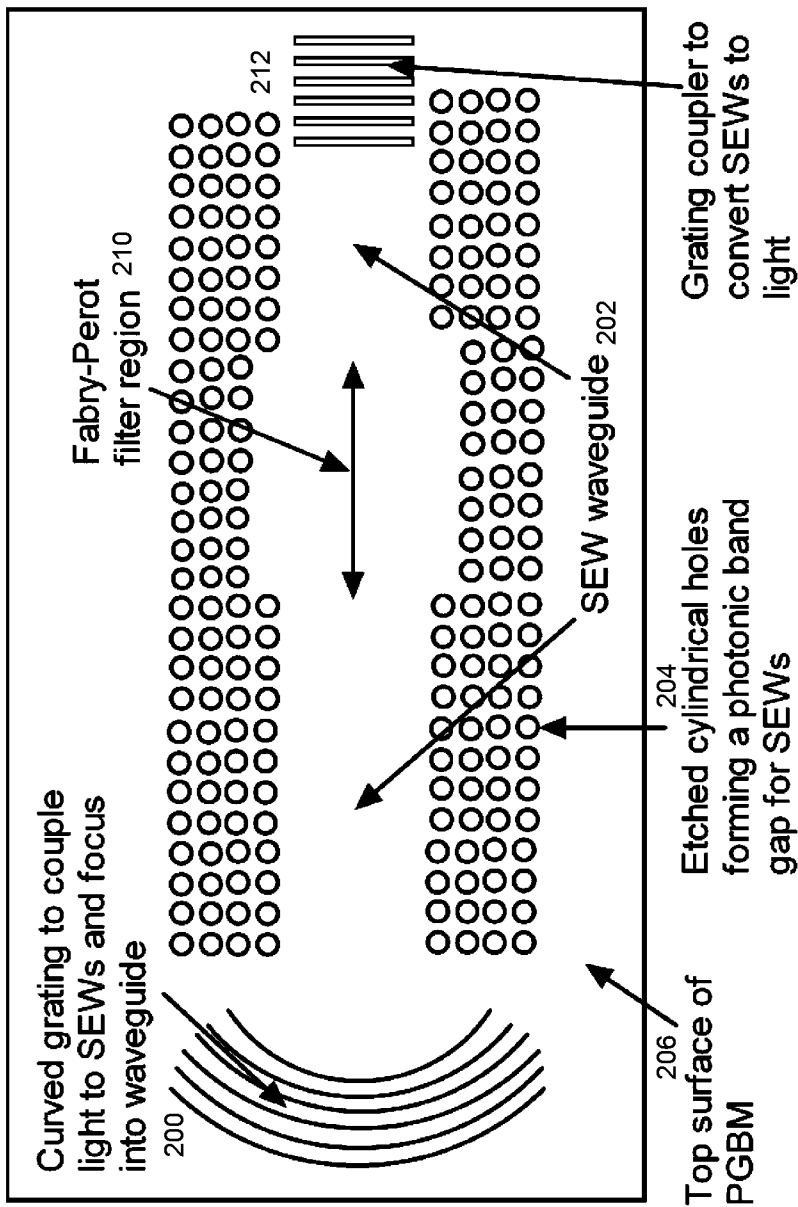 Curved grating to couple
light to SEWs and focus
into waveguide
200
Fabry-Perot
filter region 210
212
Top surface of
PGBM
206
Etched cylindrical holes
forming a photonic band
gap for SEWs
204
SEW waveguide 202
Grating coupler to
convert SEWs to
light